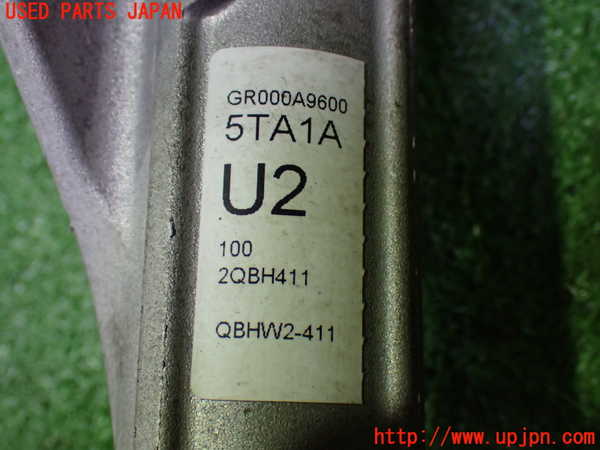 USED PARTS JAPAN
GR000A9600
5TA1A
U2
100
2QBH411
QBHW2-411
http://www.upjpn.com